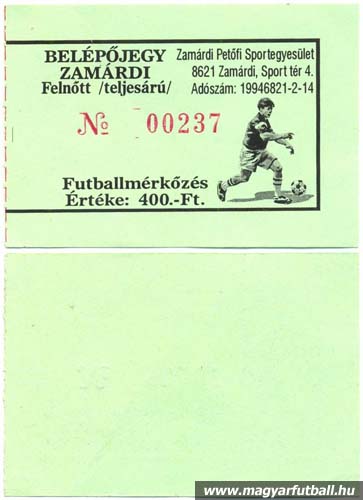 BELÉPŐJEGY
ZAMÁRDI
Felnőtt /teljesárú/
Zamárdi Petőfi Sportegyesület
8621 Zamárdi, Sport tér 4.
Adószám: 19946821-2-14
№ 00237
Futballmérkőzés
Értéke: 400.-Ft.
www.magyarfutball.hu